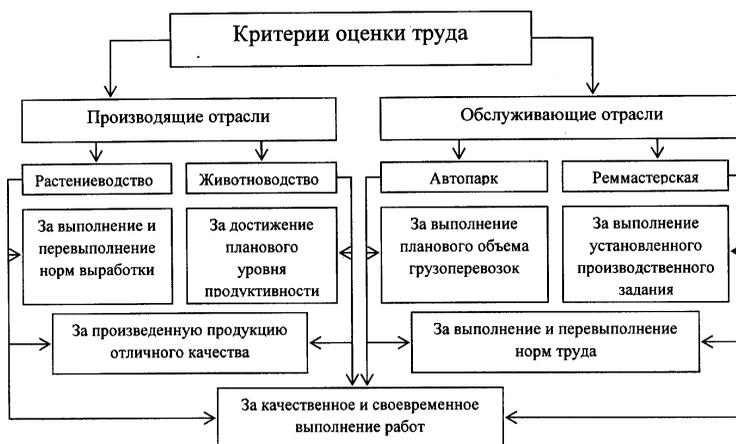 Критерии оценки труда
Производящие отрасли
Обслуживающие отрасли
Растениеводство
Животноводство
Автопарк
Реммастерская
За выполнение и
перевыполнение
норм выработки
За достижение
планового
уровня
продуктивности
За выполнение
планового объема
грузоперевозок
За выполнение
установленного
производственного
задания
За произведенную продукцию
отличного качества
За выполнение и перевыполнение
норм труда
За качественное и своевременное
выполнение работ